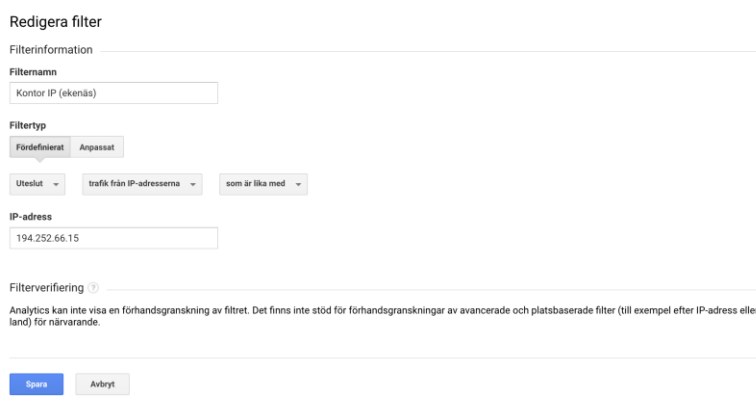 Redigera filter
Filterinformation
Filternamn
Kontor IP (ekenäs)
Filtertyp
Fördefinierat Anpassat
Uteslut trafik från IP-adresserna som är lika med
IP-adress
194.252.66.15
Filterverifiering ?
Analytics kan inte visa en förhandsgranskning av filtret. Det finns inte stöd för förhandsgranskningar av avancerade och platsbaserade filter (till exempel efter IP-adress elle
land) för närvarande.
Spara Avbryt